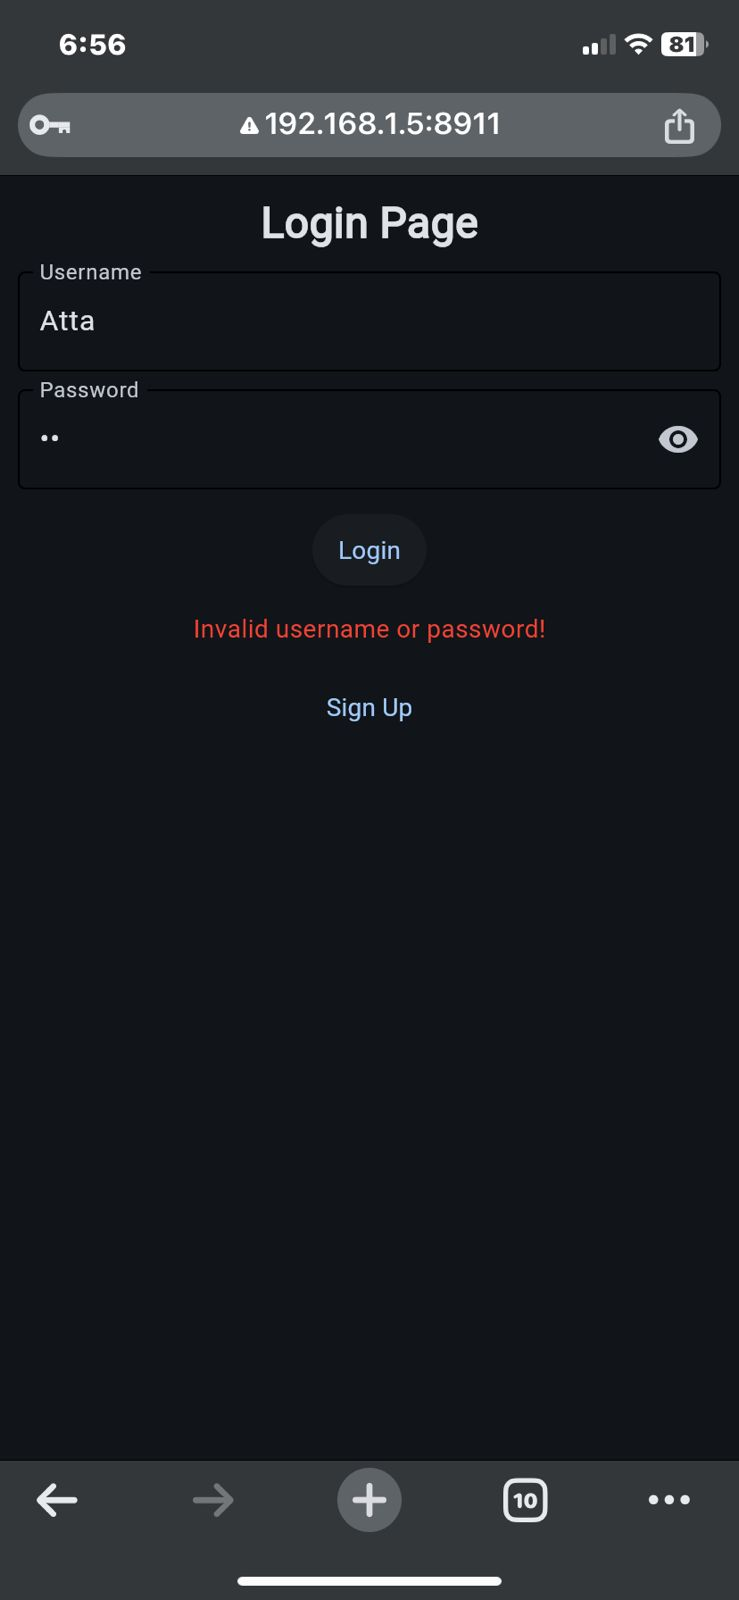 6:56
81
192.168.1.5:8911
Login Page
Username
Atta
Password
••
Login
Invalid username or password!
Sign Up
10